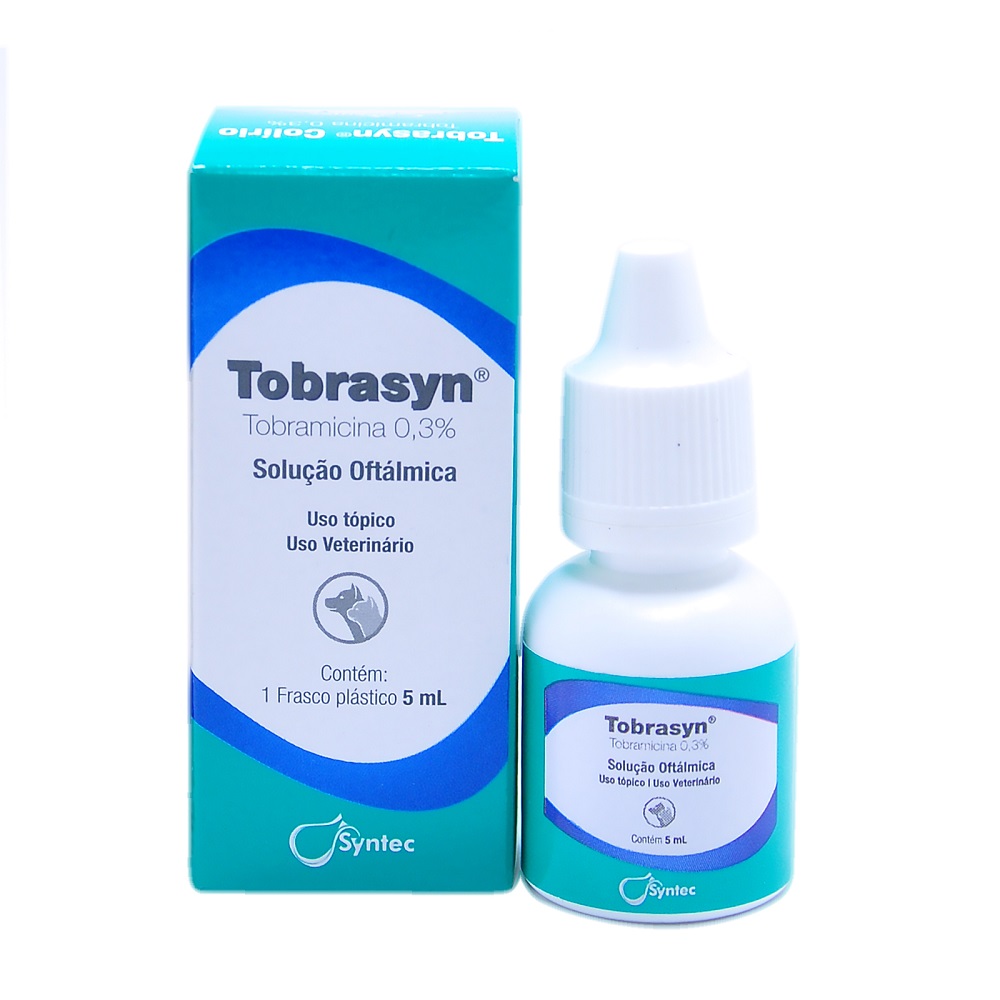 Tobrasyn® Colírio
Tobramicina 0,3%
Tobrasyn®
Tobramicina 0,3%
Solução Oftálmica
Uso tópico
Uso Veterinário
Contém:
1 Frasco plástico 5 mL
Syntec
Tobrasyn®
Tobramicina 0,3%
Solução Oftálmica
Uso tópico | Uso Veterinário
Contém 5 mL
Syntec